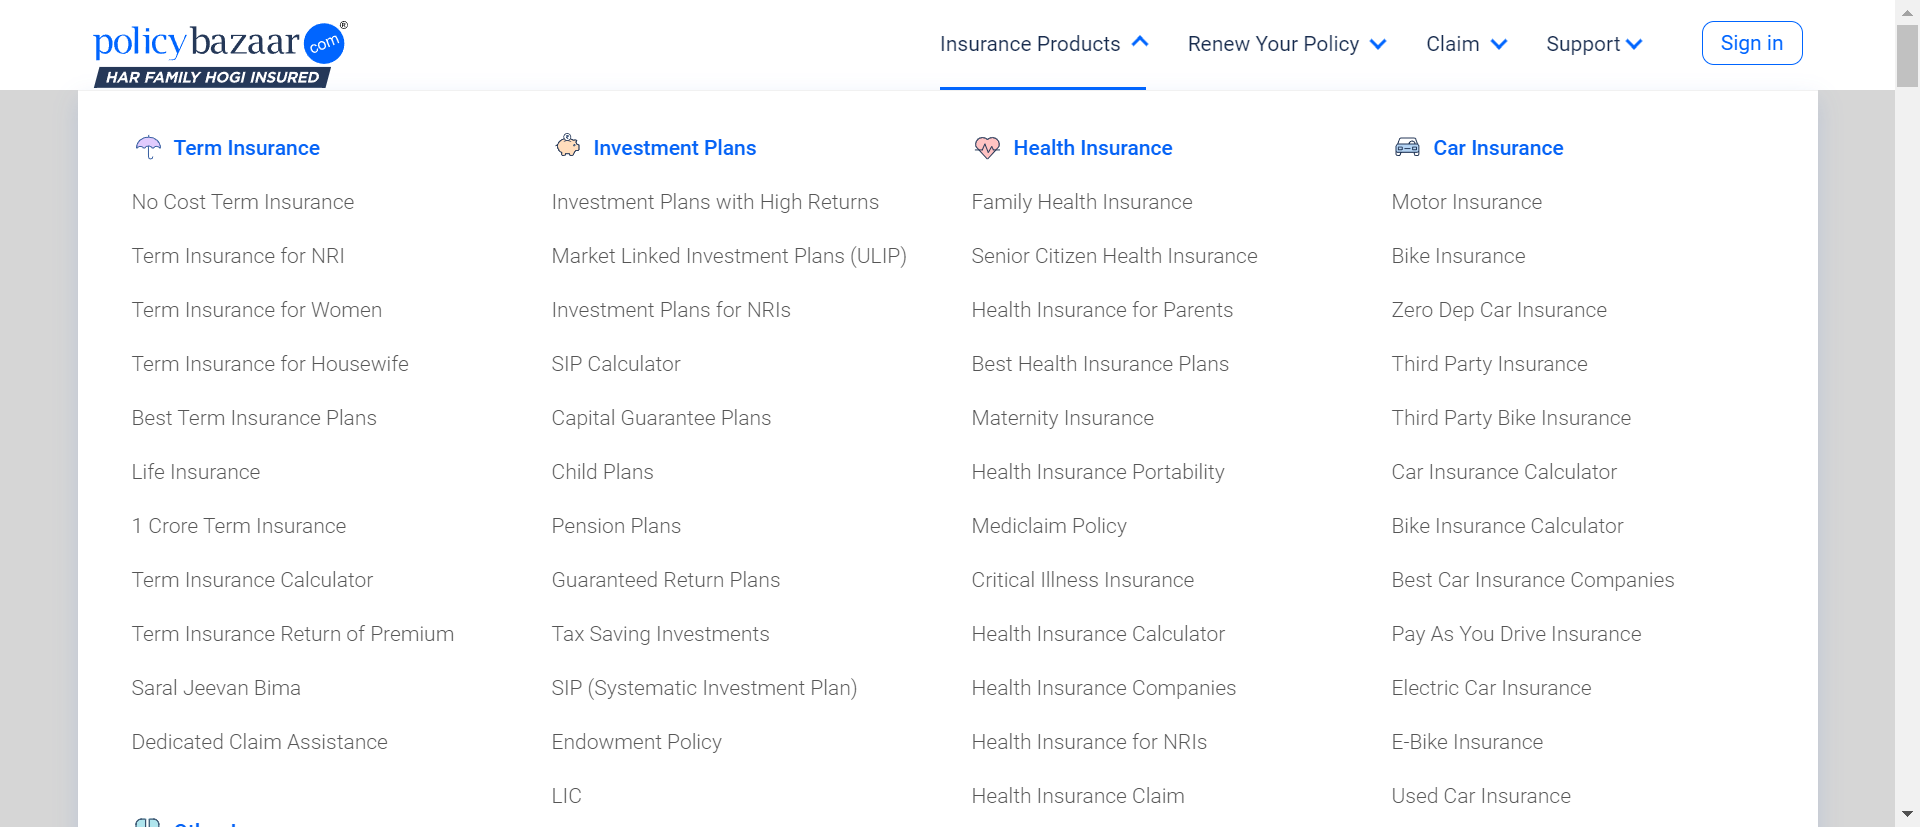 policybazaar com ®
HAR FAMILY HOGI INSURED
Insurance Products
Renew Your Policy
Claim
Support
Sign in
Term Insurance
No Cost Term Insurance
Term Insurance for NRI
Term Insurance for Women
Term Insurance for Housewife
Best Term Insurance Plans
Life Insurance
1 Crore Term Insurance
Term Insurance Calculator
Term Insurance Return of Premium
Saral Jeevan Bima
Dedicated Claim Assistance
Investment Plans
Investment Plans with High Returns
Market Linked Investment Plans (ULIP)
Investment Plans for NRIs
SIP Calculator
Capital Guarantee Plans
Child Plans
Pension Plans
Guaranteed Return Plans
Tax Saving Investments
SIP (Systematic Investment Plan)
Endowment Policy
LIC
Health Insurance
Family Health Insurance
Senior Citizen Health Insurance
Health Insurance for Parents
Best Health Insurance Plans
Maternity Insurance
Health Insurance Portability
Mediclaim Policy
Critical Illness Insurance
Health Insurance Calculator
Health Insurance Companies
Health Insurance for NRIs
Health Insurance Claim
Car Insurance
Motor Insurance
Bike Insurance
Zero Dep Car Insurance
Third Party Insurance
Third Party Bike Insurance
Car Insurance Calculator
Bike Insurance Calculator
Best Car Insurance Companies
Pay As You Drive Insurance
Electric Car Insurance
E-Bike Insurance
Used Car Insurance